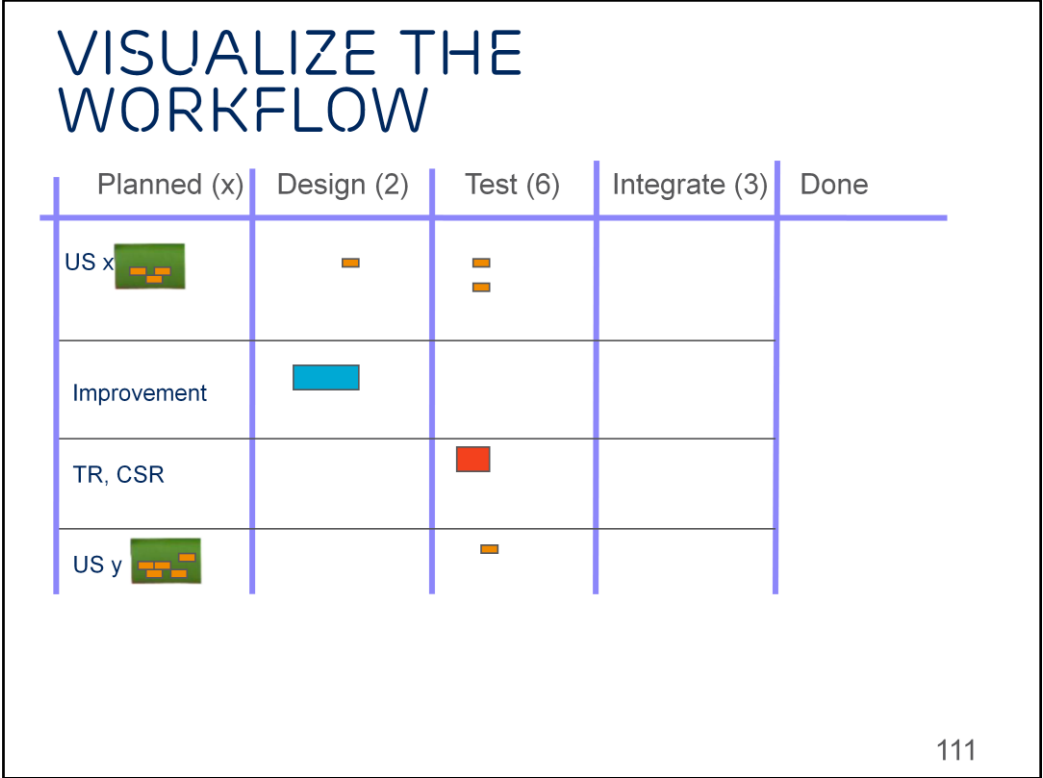 VISUALIZE THE
WORKFLOW
Planned (x) Design (2) Test (6) Integrate (3) Done
US x
Improvement
TR, CSR
US y
111